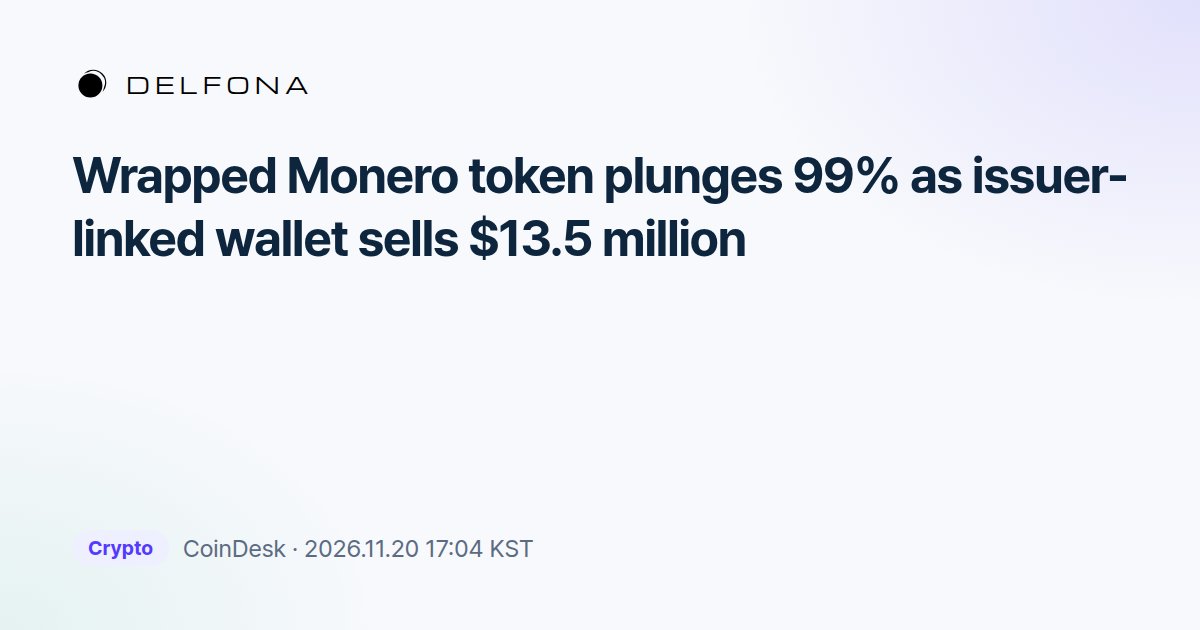 DELFONA
Wrapped Monero token plunges 99% as issuer-
linked wallet sells $13.5 million
Crypto CoinDesk · 2026.11.20 17:04 KST